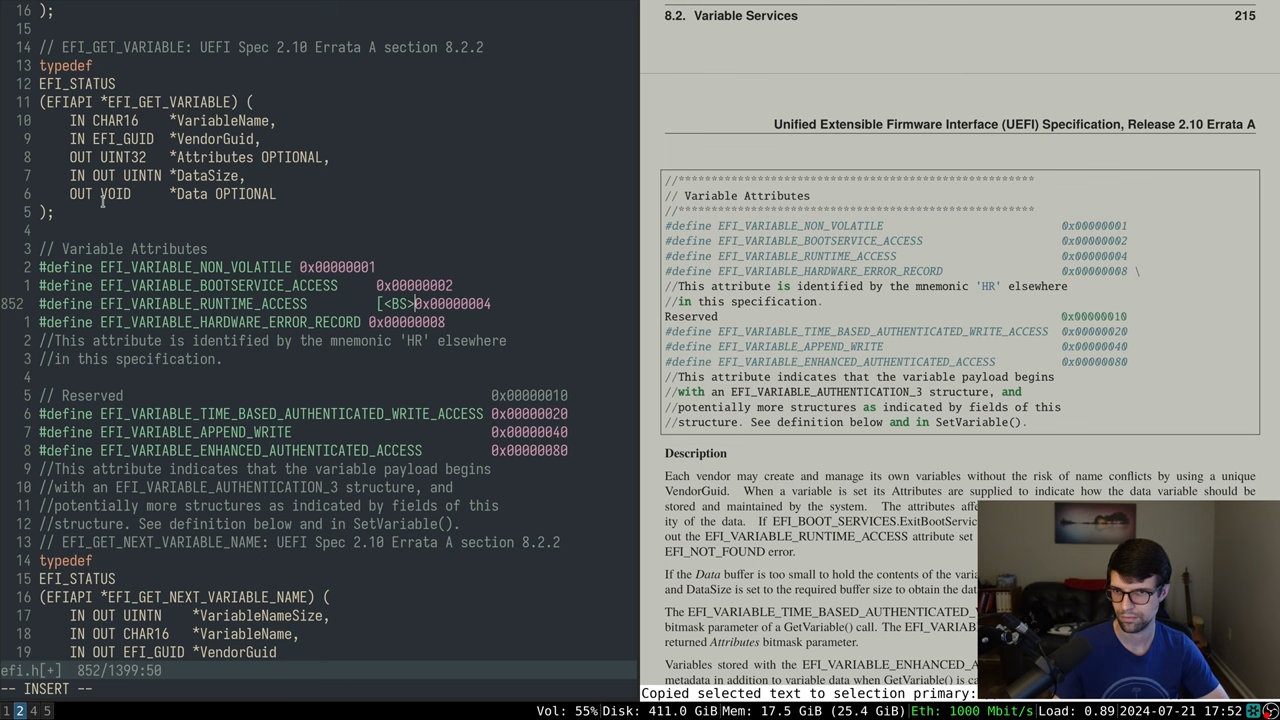 16 );
15
14 // EFI_GET_VARIABLE: UEFI Spec 2.10 Errata A section 8.2.2
13 typedef
12 EFI_STATUS
11 (EFIAPI *EFI_GET_VARIABLE) (
10     IN CHAR16    *VariableName,
9     IN EFI_GUID  *VendorGuid,
8     OUT UINT32   *Attributes OPTIONAL,
7     IN OUT UINTN *DataSize,
6     OUT VOID     *Data OPTIONAL
5 );
4
3 // Variable Attributes
2 #define EFI_VARIABLE_NON_VOLATILE 0x00000001
1 #define EFI_VARIABLE_BOOTSERVICE_ACCESS     0x00000002
852 #define EFI_VARIABLE_RUNTIME_ACCESS         [<BS>0x00000004
1 #define EFI_VARIABLE_HARDWARE_ERROR_RECORD 0x00000008
2 //This attribute is identified by the mnemonic 'HR' elsewhere
3 //in this specification.
4
5 // Reserved                                                0x00000010
6 #define EFI_VARIABLE_TIME_BASED_AUTHENTICATED_WRITE_ACCESS 0x00000020
7 #define EFI_VARIABLE_APPEND_WRITE                          0x00000040
8 #define EFI_VARIABLE_ENHANCED_AUTHENTICATED_ACCESS         0x00000080
9 //This attribute indicates that the variable payload begins
10 //with an EFI_VARIABLE_AUTHENTICATION_3 structure, and
11 //potentially more structures as indicated by fields of this
12 //structure. See definition below and in SetVariable().
13 // EFI_GET_NEXT_VARIABLE_NAME: UEFI Spec 2.10 Errata A section 8.2.2
14 typedef
15 EFI_STATUS
16 (EFIAPI *EFI_GET_NEXT_VARIABLE_NAME) (
17     IN OUT UINTN    *VariableNameSize,
18     IN OUT CHAR16   *VariableName,
19     IN OUT EFI_GUID *VendorGuid
efi.h[+]  852/1399:50
-- INSERT --
8.2. Variable Services 215
Unified Extensible Firmware Interface (UEFI) Specification, Release 2.10 Errata A
//*****************************************************
// Variable Attributes
//*****************************************************
#define EFI_VARIABLE_NON_VOLATILE 0x00000001
#define EFI_VARIABLE_BOOTSERVICE_ACCESS 0x00000002
#define EFI_VARIABLE_RUNTIME_ACCESS 0x00000004
#define EFI_VARIABLE_HARDWARE_ERROR_RECORD 0x00000008 \
//This attribute is identified by the mnemonic 'HR' elsewhere
//in this specification.
Reserved 0x00000010
#define EFI_VARIABLE_TIME_BASED_AUTHENTICATED_WRITE_ACCESS 0x00000020
#define EFI_VARIABLE_APPEND_WRITE 0x00000040
#define EFI_VARIABLE_ENHANCED_AUTHENTICATED_ACCESS 0x00000080
//This attribute indicates that the variable payload begins
//with an EFI_VARIABLE_AUTHENTICATION_3 structure, and
//potentially more structures as indicated by fields of this
//structure. See definition below and in SetVariable().
Description
Each vendor may create and manage its own variables without the risk of name conflicts by using a unique
VendorGuid. When a variable is set its Attributes are supplied to indicate how the data variable should be
stored and maintained by the system. The attributes
ity of the data. If
out the EFI_VARIABLE_RUNTIME_ACCESS attribute set
EFI_NOT_FOUND error.
If the Data buffer is too small to hold the contents of the
and DataSize is set to the required buffer size to obtain the
The EFI_VARIABLE_TIME_BASED_AUTHENTICATED_
bitmask parameter of a GetVariable() call. The
returned Attributes bitmask parameter.
Variables stored with the EFI_VARIABLE_ENHANCED_
metadata in addition to variable data when GetVariable() is
Copied selected text to selection primary:
1 2 4 5 Vol: 55%|Disk: 411.0 GiB|Mem: 17.5 GiB (25.4 GiB)|Eth: 1000 Mbit/s|Load: 0.89|2024-07-21 17:52